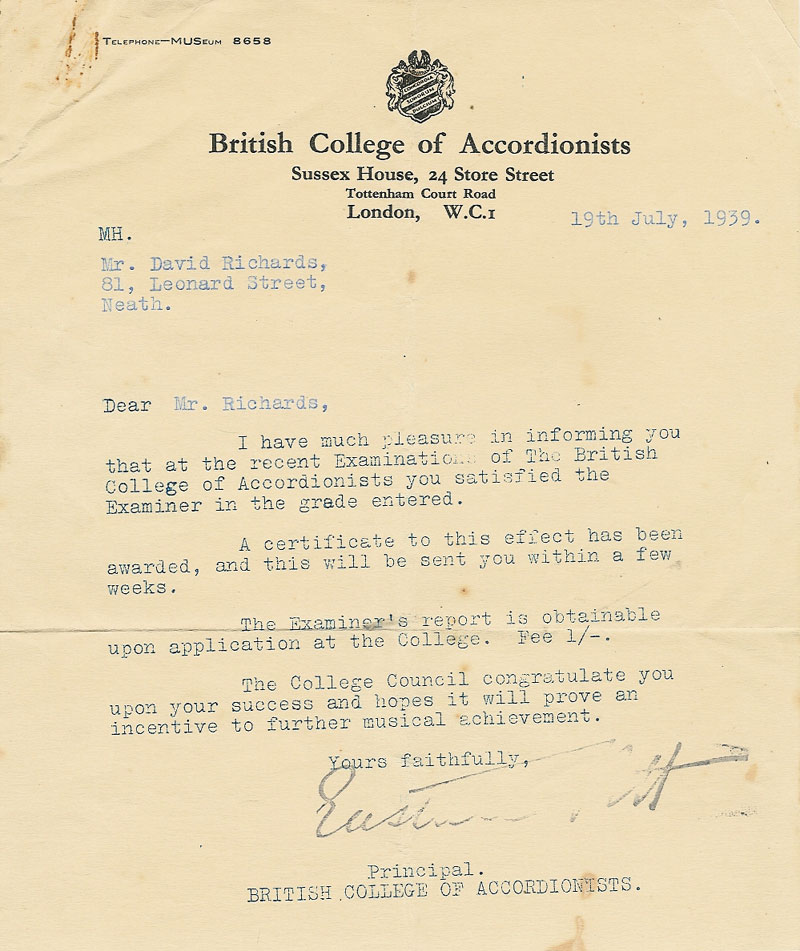 TELEPHONE—MUSEUM 8658
CONCORDIA
British College of Accordionists
Sussex House, 24 Store Street
Tottenham Court Road
London, W.C.1
19th July, 1939.
MH.
Mr. David Richards,
81, Leonard Street,
Neath.
Dear Mr. Richards,
I have much pleasure in informing you
that at the recent Examinations of The British
College of Accordionists you satisfied the
Examiner in the grade entered.
A certificate to this effect has been
awarded, and this will be sent you within a few
weeks.
The Examiner's report is obtainable
upon application at the College. Fee 1/-.
The College Council congratulate you
upon your success and hopes it will prove an
incentive to further musical achievement.
Yours faithfully,
Principal.
BRITISH COLLEGE OF ACCORDIONISTS.